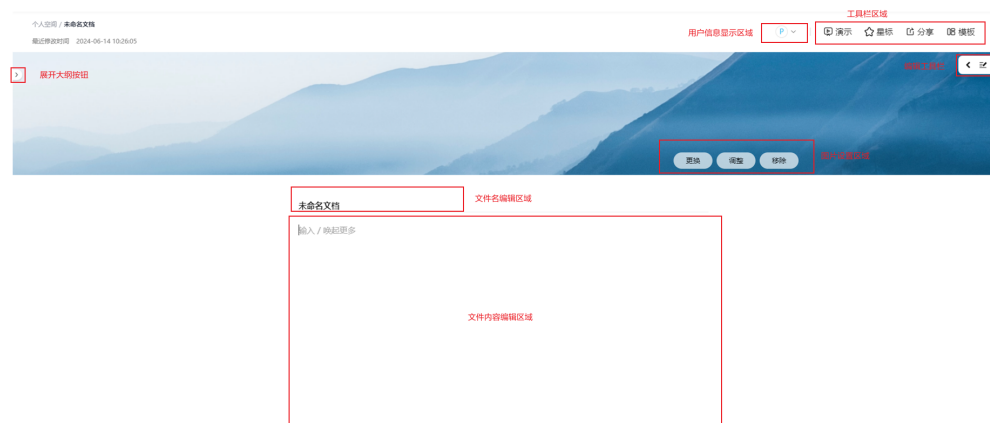 工具栏区域
个人空间 / 未命名文档
用户信息显示区域
P
演示
星标
分享
模板
最近修改时间 2024-06-14 10:26:05
展开大纲按钮
更换
调整
移除
未命名文档
文件名编辑区域
输入 / 唤起更多
文件内容编辑区域